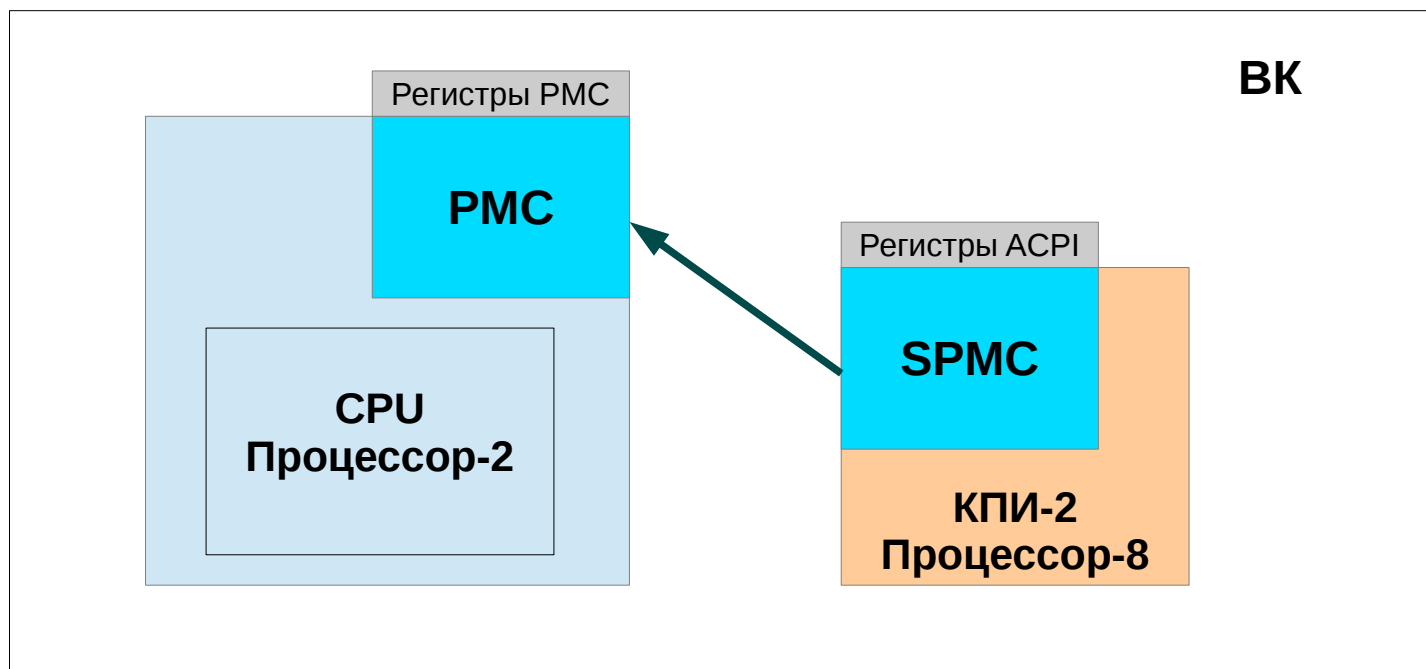 ВК
Регистры PMC
PMC
Регистры ACPI
SPMC
CPU
Процессор-2
КПИ-2
Процессор-8